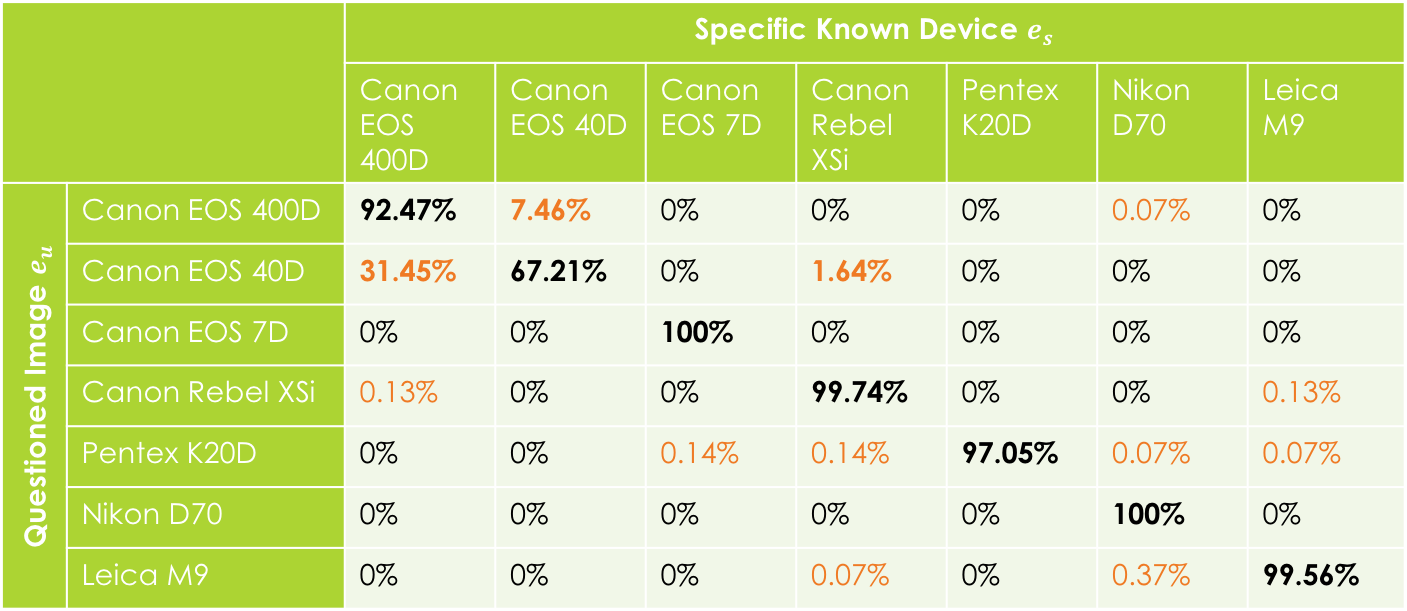 Specific Known Device eₛ
Canon EOS 400D Canon EOS 40D Canon EOS 7D Canon Rebel XSi Pentex K20D Nikon D70 Leica M9
Questioned Image eᵤ
Canon EOS 400D 92.47% 7.46% 0% 0% 0% 0.07% 0%
Canon EOS 40D 31.45% 67.21% 0% 1.64% 0% 0% 0%
Canon EOS 7D 0% 0% 100% 0% 0% 0% 0%
Canon Rebel XSi 0.13% 0% 0% 99.74% 0% 0% 0.13%
Pentex K20D 0% 0% 0.14% 0.14% 97.05% 0.07% 0.07%
Nikon D70 0% 0% 0% 0% 0% 100% 0%
Leica M9 0% 0% 0% 0.07% 0% 0.37% 99.56%